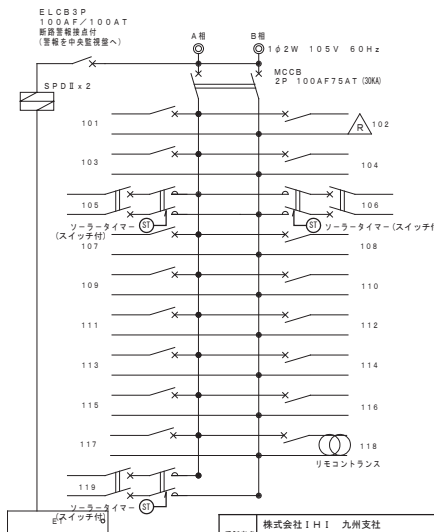 ELCB3P
100AF/100AT
断路警報接点付
(警報を中央監視盤へ)
A相
B相
1φ2W 105V 60Hz
SPDⅡx2
MCCB
2P 100AF75AT (30KA)
101
R
102
103
104
105
106
ソーラータイマー
(スイッチ付)
ST
ST
ソーラータイマー(スイッチ付
107
108
109
110
111
112
113
114
115
116
117
118
リモコントランス
119
ソーラータイマー
(スイッチ付)
ST
ET
株式会社IHI 九州支社